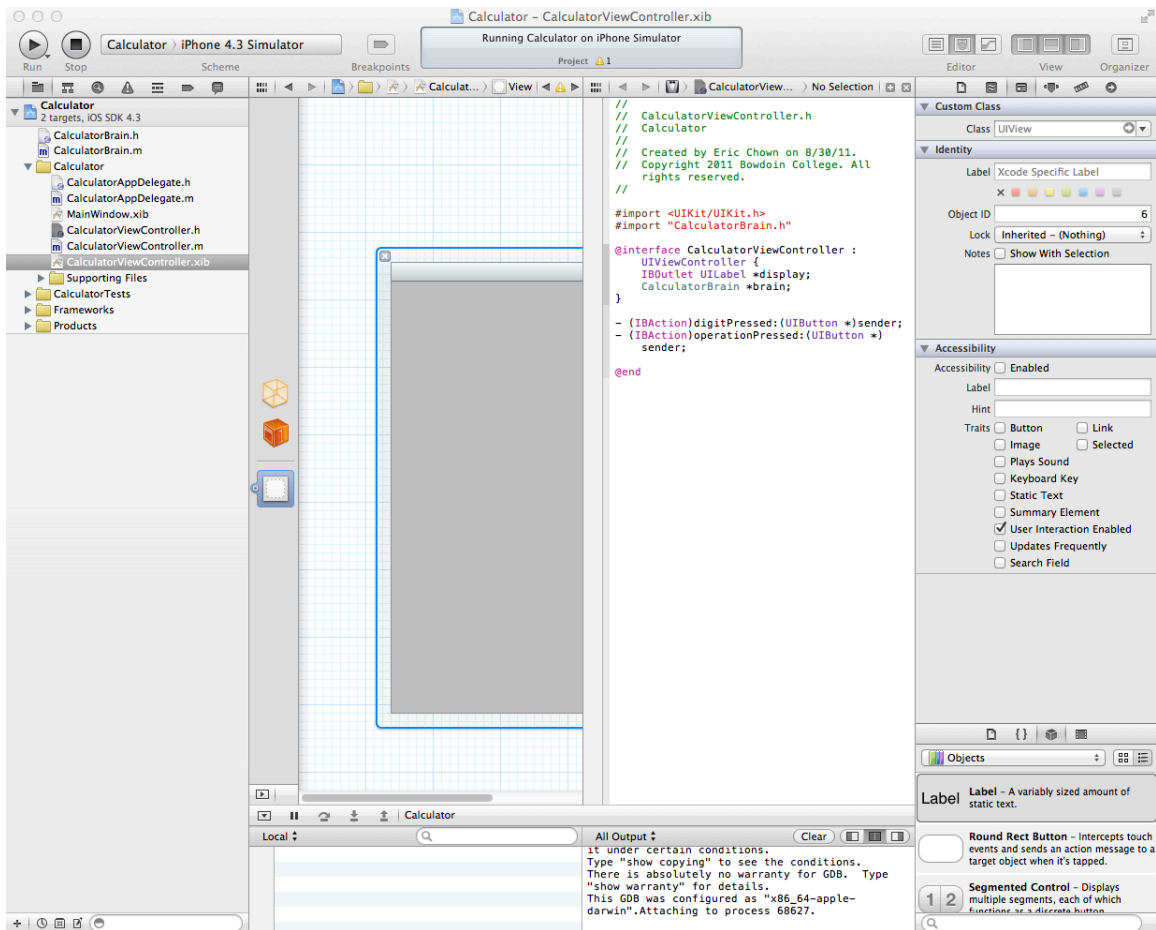 Calculator – CalculatorViewController.xib
Calculator 〉 iPhone 4.3 Simulator
Running Calculator on iPhone Simulator
Project 1
Run Stop Scheme Breakpoints Editor View Organizer
Calculat... 〉 View
CalculatorView... 〉 No Selection
Calculator
2 targets, iOS SDK 4.3
CalculatorBrain.h
CalculatorBrain.m
Calculator
CalculatorAppDelegate.h
CalculatorAppDelegate.m
MainWindow.xib
CalculatorViewController.h
CalculatorViewController.m
CalculatorViewController.xib
Supporting Files
CalculatorTests
Frameworks
Products
//
// CalculatorViewController.h
// Calculator
//
// Created by Eric Chown on 8/30/11.
// Copyright 2011 Bowdoin College. All
rights reserved.
//
#import <UIKit/UIKit.h>
#import "CalculatorBrain.h"
@interface CalculatorViewController :
UIViewController {
IBOutlet UILabel *display;
CalculatorBrain *brain;
}
- (IBAction)digitPressed:(UIButton *)sender;
- (IBAction)operationPressed:(UIButton *)
sender;
@end
Custom Class
Class UIView
Identity
Label Xcode Specific Label
Object ID 6
Lock Inherited – (Nothing)
Notes Show With Selection
Accessibility
Accessibility Enabled
Label
Hint
Traits Button Link
Image Selected
Plays Sound
Keyboard Key
Static Text
Summary Element
User Interaction Enabled
Updates Frequently
Search Field
{}
Objects
Label Label – A variably sized amount of
static text.
Round Rect Button – Intercepts touch
events and sends an action message to a
target object when it's tapped.
1 2 Segmented Control – Displays
multiple segments, each of which
functions as a discrete button
Calculator
Local
All Output Clear
it under certain conditions.
Type "show copying" to see the conditions.
There is absolutely no warranty for GDB. Type
"show warranty" for details.
This GDB was configured as "x86_64-apple-
darwin".Attaching to process 68627.